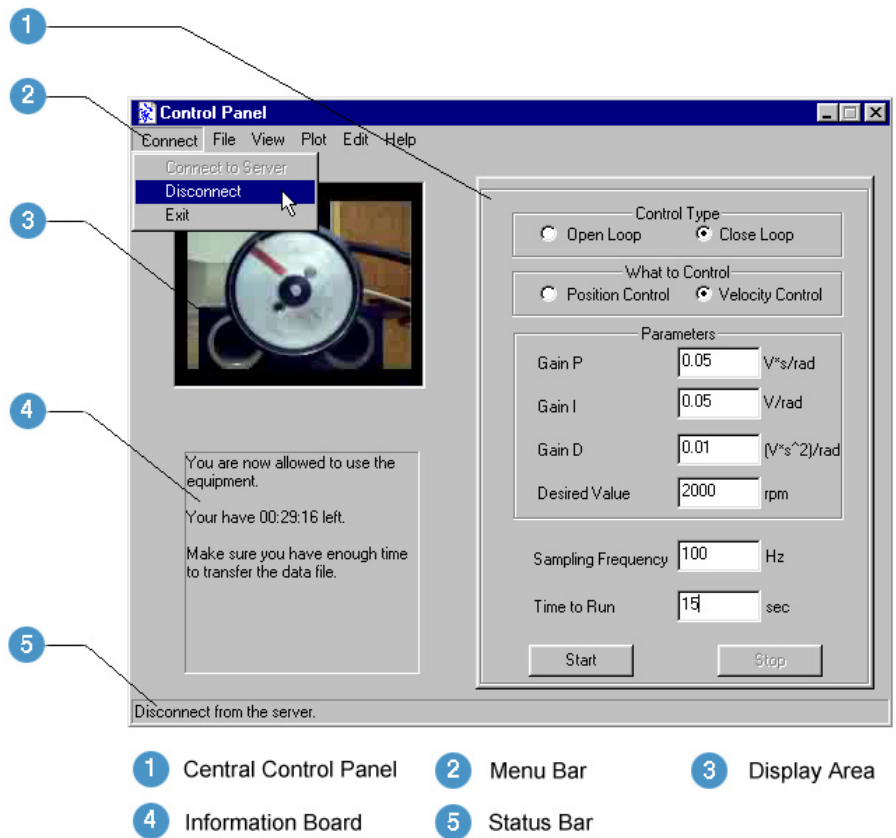 1
2
Control Panel
Connect File View Plot Edit Help
Connect to Server
Disconnect
Exit
3
Control Type
Open Loop Close Loop
What to Control
Position Control Velocity Control
Parameters
Gain P 0.05 V*s/rad
Gain I 0.05 V/rad
Gain D 0.01 (V*s^2)/rad
Desired Value 2000 rpm
Sampling Frequency 100 Hz
Time to Run 15 sec
Start Stop
4
You are now allowed to use the
equipment.
Your have 00:29:16 left.
Make sure you have enough time
to transfer the data file.
5
Disconnect from the server.
1 Central Control Panel 2 Menu Bar 3 Display Area
4 Information Board 5 Status Bar